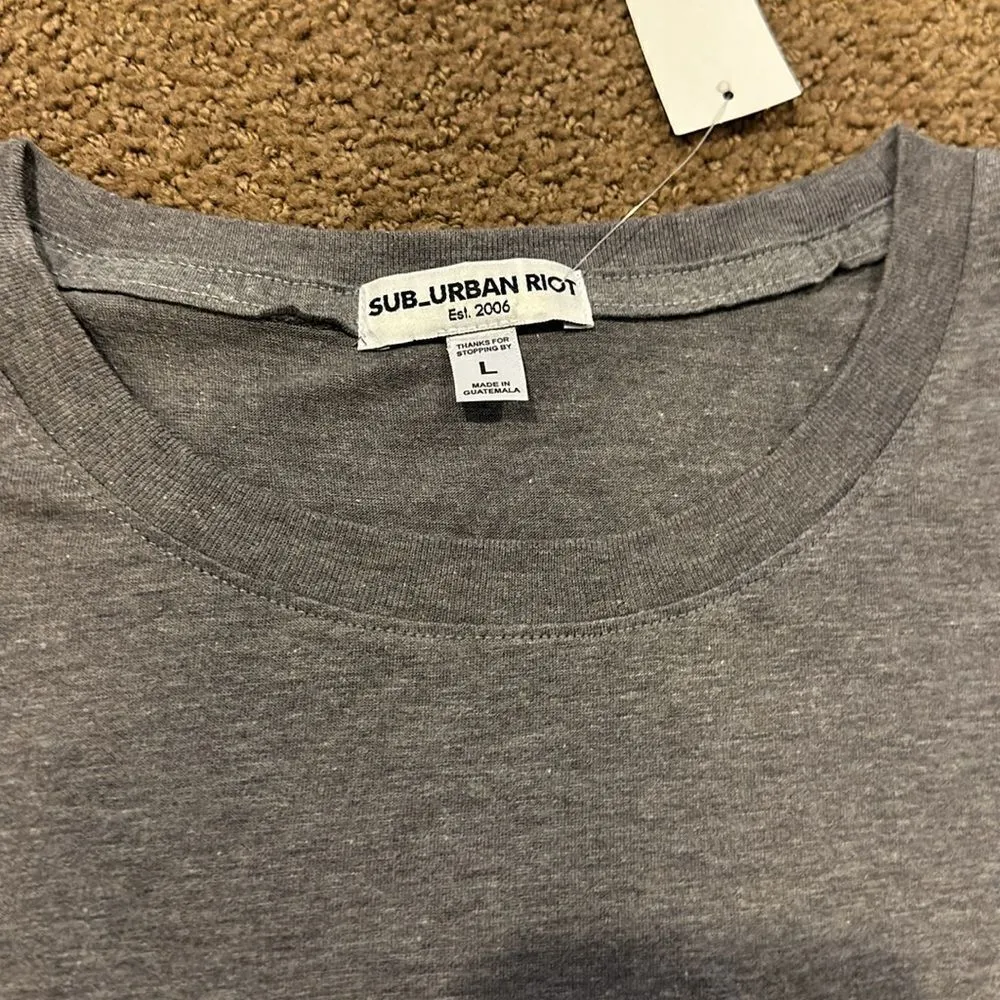 SUB_URBAN RIOT
Est. 2006
THANKS FOR
STOPPING BY
L
MADE IN
GUATEMALA